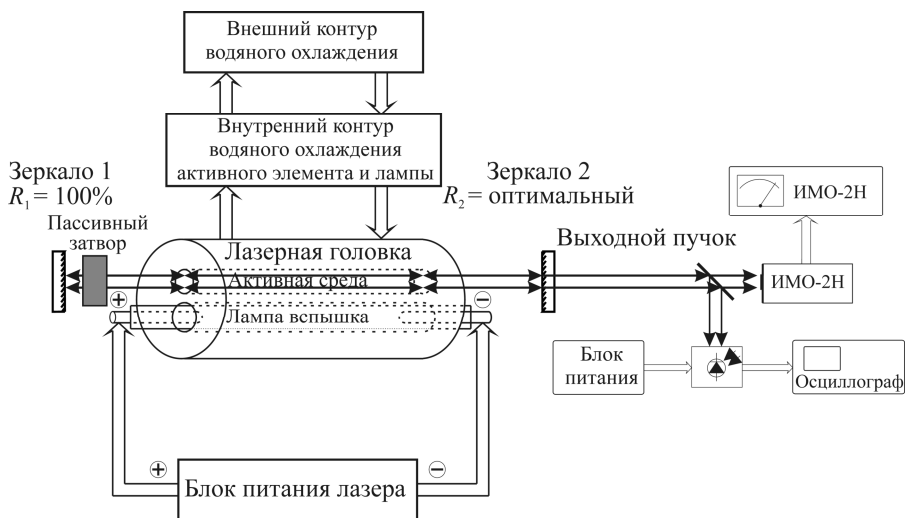 Внешний контур
водяного охлаждения
Внутренний контур
водяного охлаждения
активного элемента и лампы
Зеркало 1
R₁ = 100%
Пассивный
затвор
Зеркало 2
R₂ = оптимальный
ИМО-2Н
Лазерная головка
Выходной пучок
Активная среда
ИМО-2Н
+
−
Лампа вспышка
Блок
питания
Осциллограф
+
−
Блок питания лазера